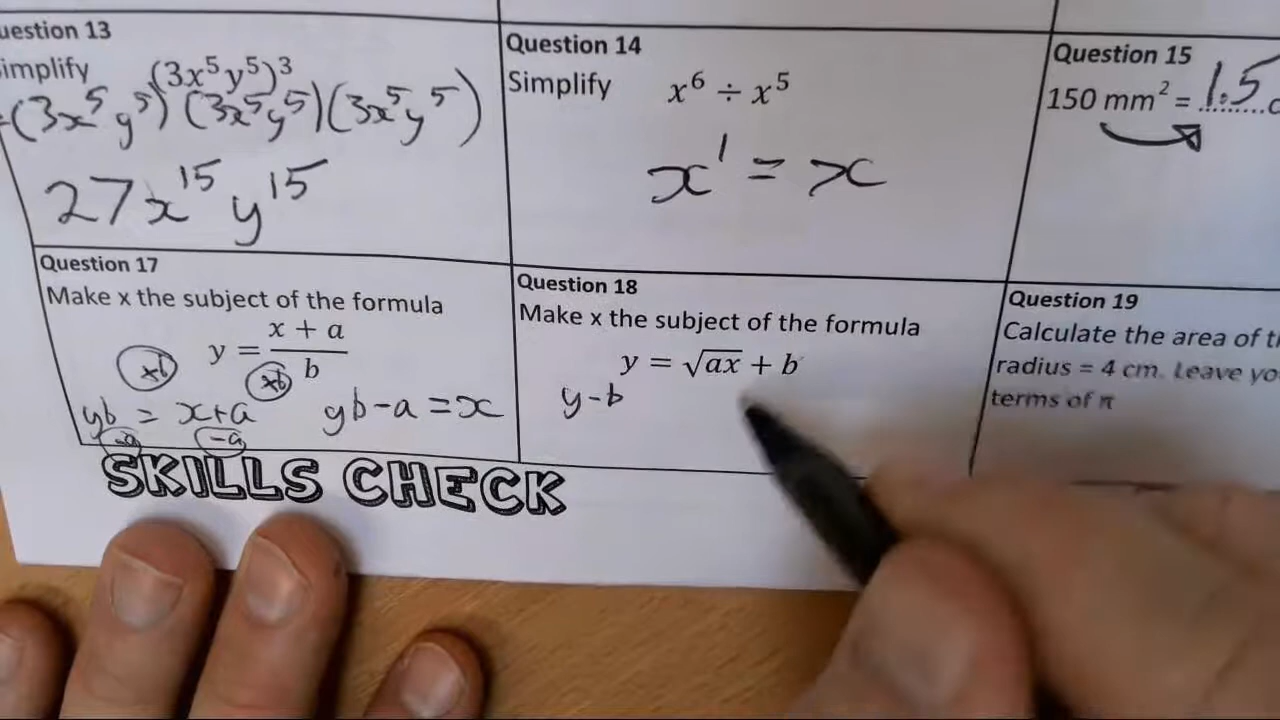 uestion 13
implify (3x⁵y⁵)³
=(3x⁵y⁵)(3x⁵y⁵)(3x⁵y⁵)
27x¹⁵y¹⁵
Question 14
Simplify x⁶ ÷ x⁵
x¹ = x
Question 15
150 mm² = 1.5 c
Question 17
Make x the subject of the formula
y = (x + a)/b
×b ×b
yb = x+a yb-a = x
-a -a
Question 18
Make x the subject of the formula
y = √ax + b
y-b
Question 19
Calculate the area of t
radius = 4 cm. Leave yo
terms of π
SKILLS CHECK